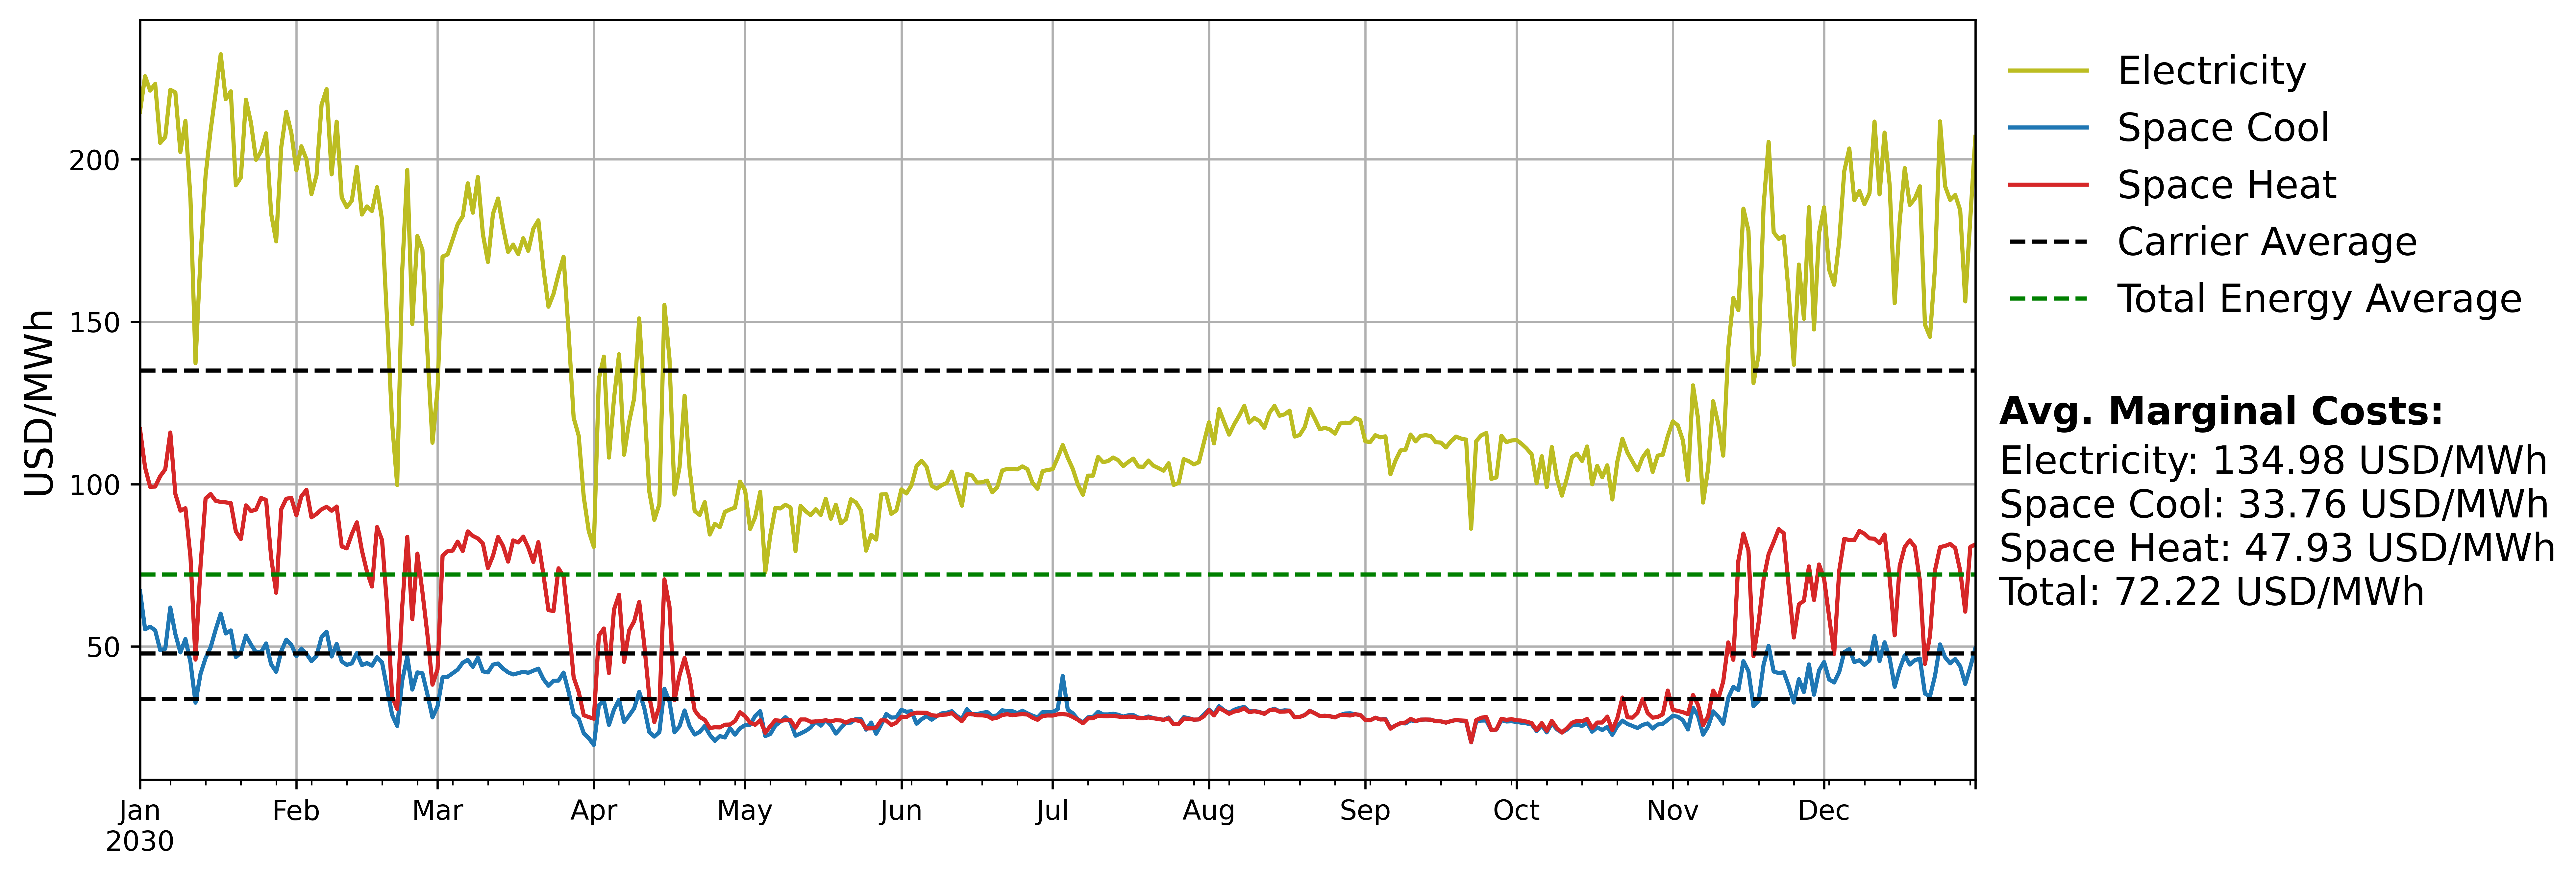 USD/MWh
200
150
100
50
Jan Feb Mar Apr May Jun Jul Aug Sep Oct Nov Dec
2030
Electricity
Space Cool
Space Heat
Carrier Average
Total Energy Average
Avg. Marginal Costs:
Electricity: 134.98 USD/MWh
Space Cool: 33.76 USD/MWh
Space Heat: 47.93 USD/MWh
Total: 72.22 USD/MWh